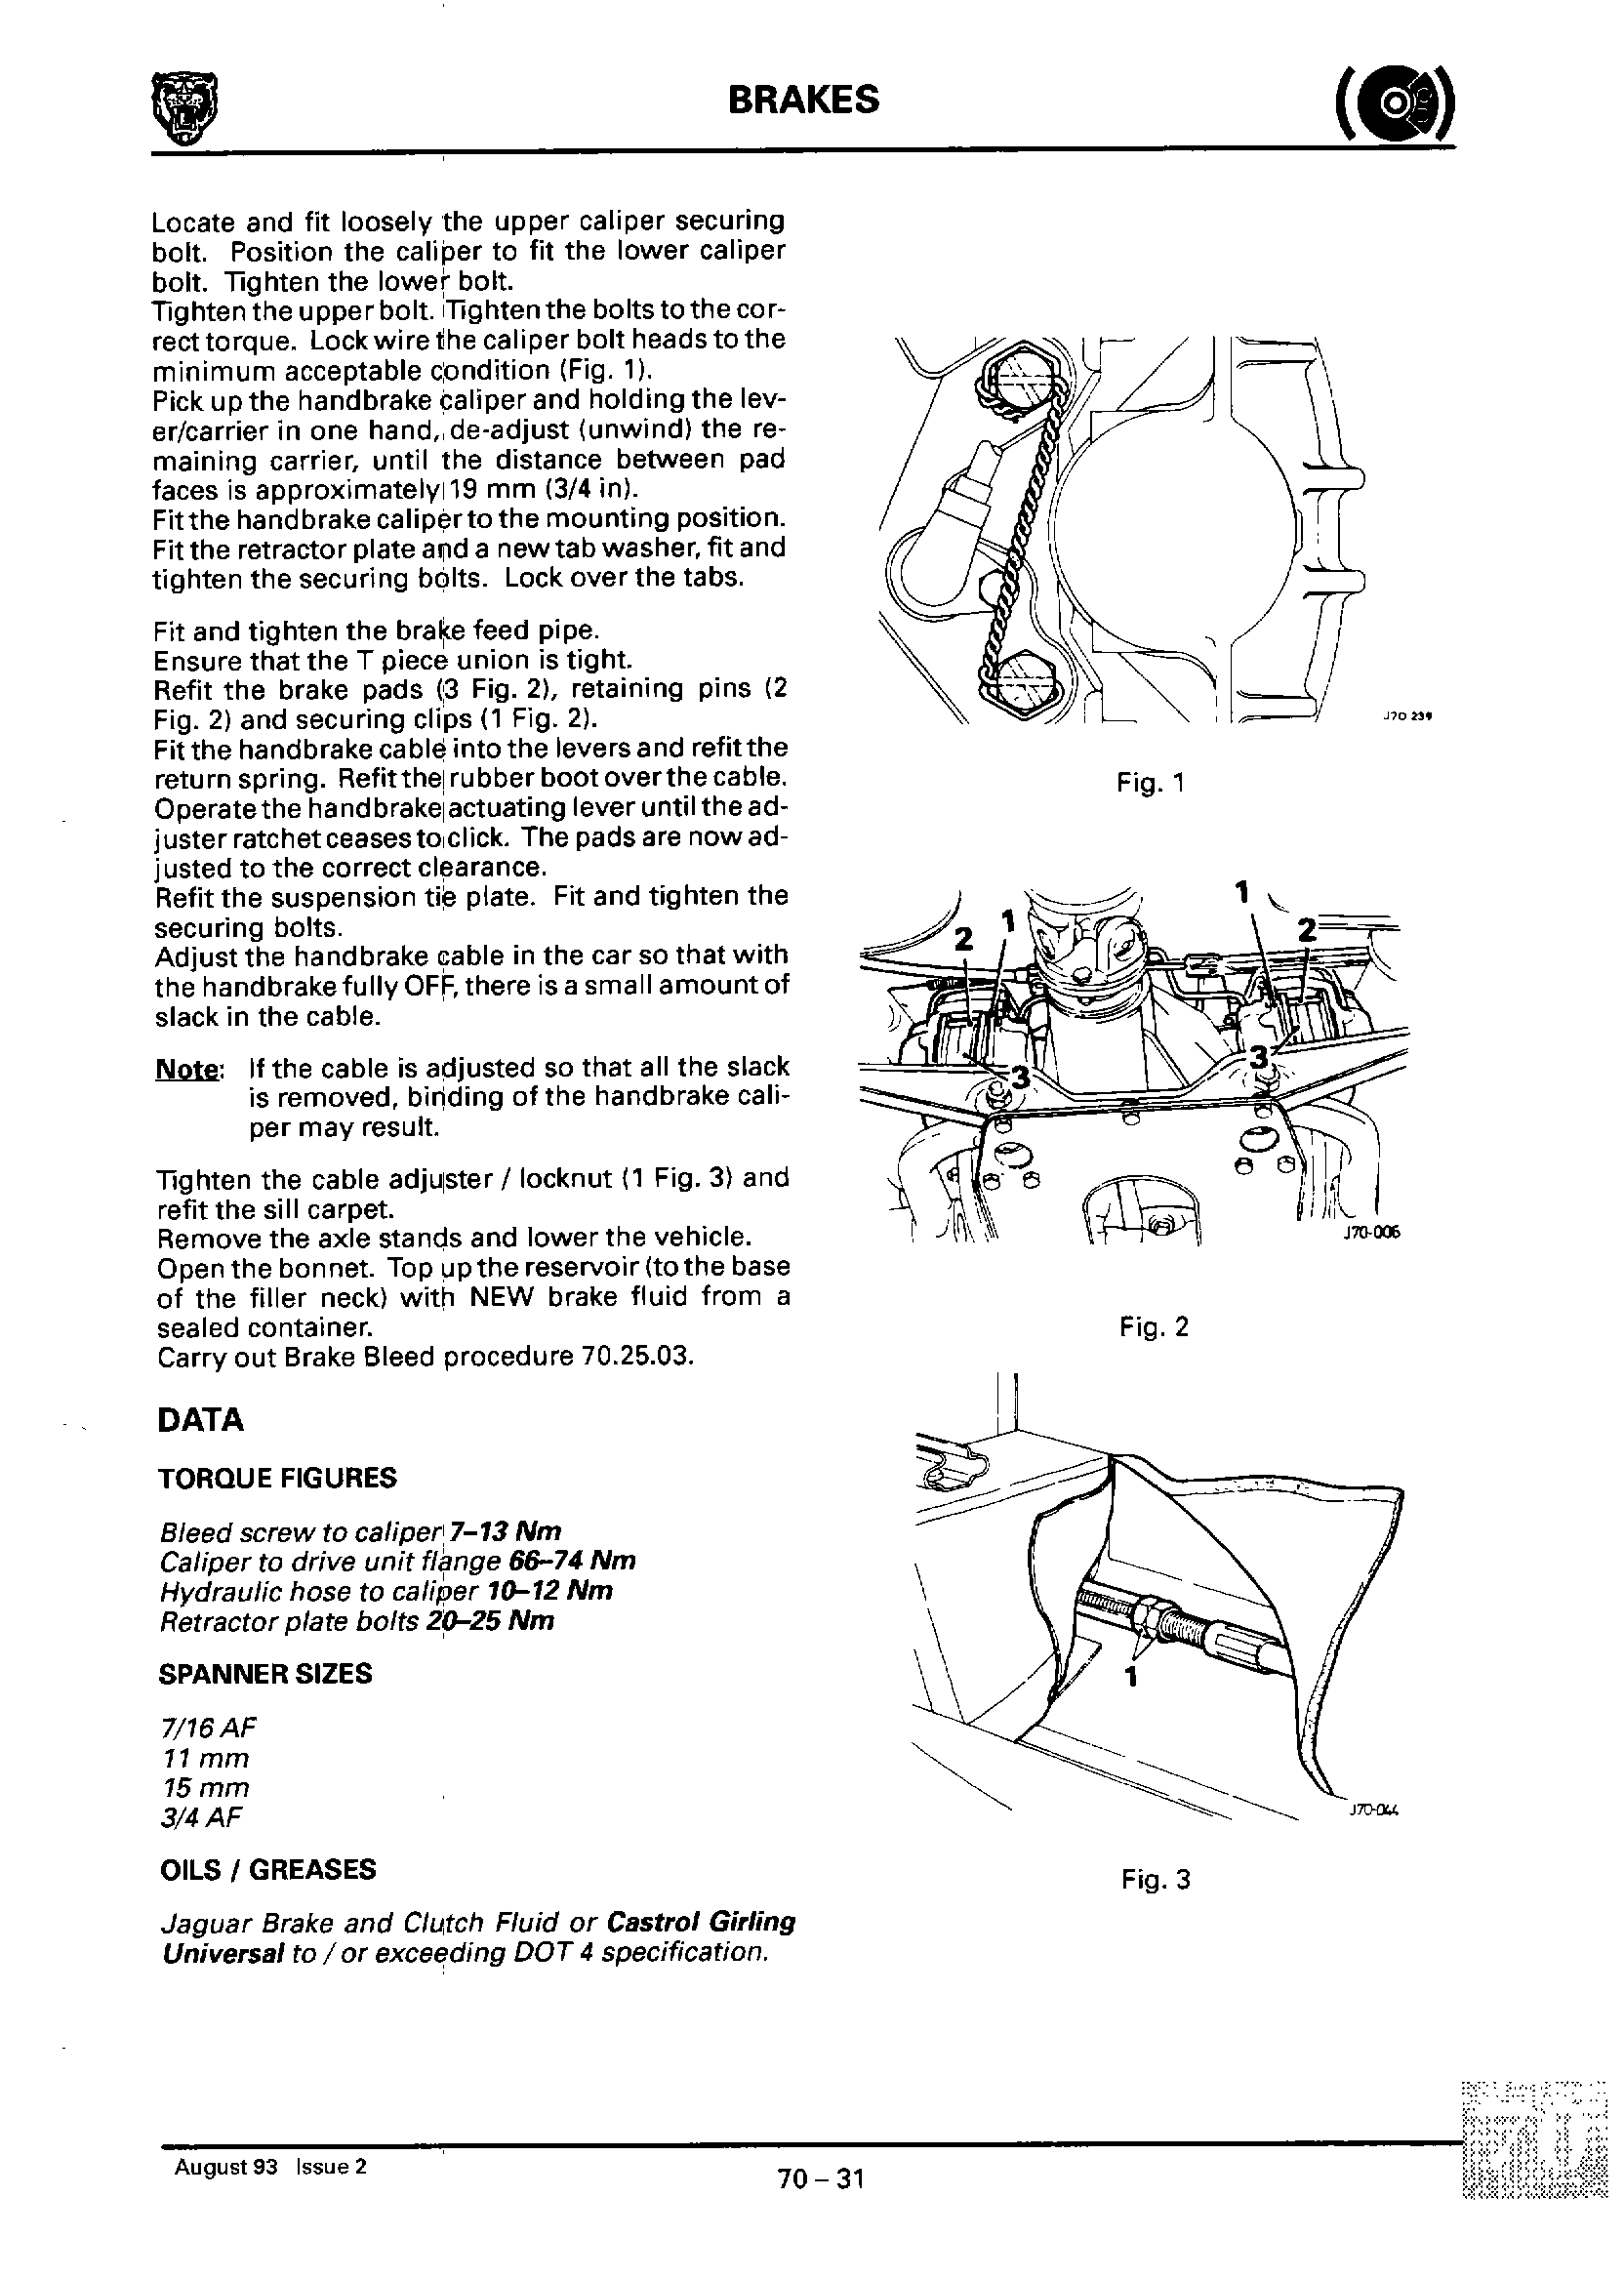 BRAKES
Locate and fit loosely the upper caliper securing
bolt. Position the caliper to fit the lower caliper
bolt. Tighten the lower bolt.
Tighten the upper bolt. Tighten the bolts to the cor-
rect torque. Lock wire the caliper bolt heads to the
minimum acceptable condition (Fig. 1).
Pick up the handbrake caliper and holding the lev-
er/carrier in one hand, de-adjust (unwind) the re-
maining carrier, until the distance between pad
faces is approximately 19 mm (3/4 in).
Fit the handbrake caliper to the mounting position.
Fit the retractor plate and a new tab washer, fit and
tighten the securing bolts. Lock over the tabs.
Fit and tighten the brake feed pipe.
Ensure that the T piece union is tight.
Refit the brake pads (3 Fig. 2), retaining pins (2
Fig. 2) and securing clips (1 Fig. 2).
Fit the handbrake cable into the levers and refit the
return spring. Refit the rubber boot over the cable.
Operate the handbrake actuating lever until the ad-
juster ratchet ceases to click. The pads are now ad-
justed to the correct clearance.
Refit the suspension tie plate. Fit and tighten the
securing bolts.
Adjust the handbrake cable in the car so that with
the handbrake fully OFF, there is a small amount of
slack in the cable.
Note: If the cable is adjusted so that all the slack
is removed, binding of the handbrake cali-
per may result.
Tighten the cable adjuster / locknut (1 Fig. 3) and
refit the sill carpet.
Remove the axle stands and lower the vehicle.
Open the bonnet. Top up the reservoir (to the base
of the filler neck) with NEW brake fluid from a
sealed container.
Carry out Brake Bleed procedure 70.25.03.
DATA
TORQUE FIGURES
Bleed screw to caliper 7–13 Nm
Caliper to drive unit flange 66–74 Nm
Hydraulic hose to caliper 10–12 Nm
Retractor plate bolts 20–25 Nm
SPANNER SIZES
7/16 AF
11 mm
15 mm
3/4 AF
OILS / GREASES
Jaguar Brake and Clutch Fluid or Castrol Girling
Universal to / or exceeding DOT 4 specification.
J70 239
Fig. 1
1
2
1
2
3
3
J70-006
Fig. 2
1
J70-044
Fig. 3
August 93 Issue 2
70 – 31
70